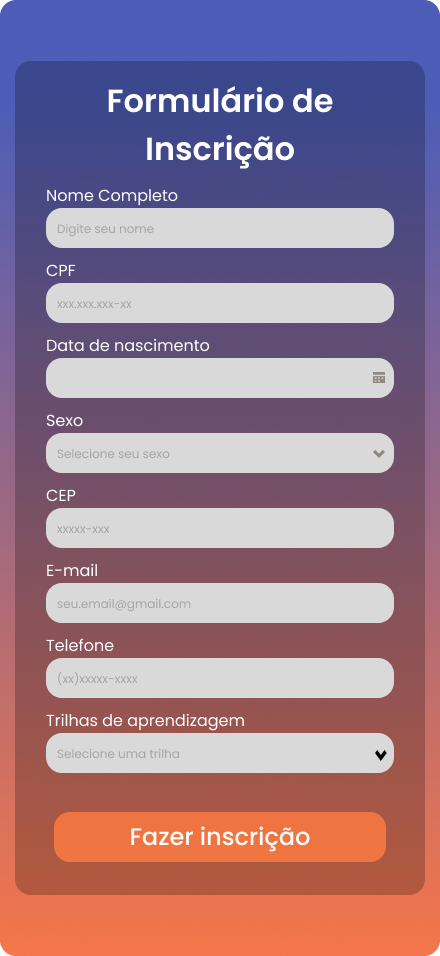 Formulário de
Inscrição
Nome Completo
Digite seu nome
CPF
xxx.xxx.xxx-xx
Data de nascimento
Sexo
Selecione seu sexo
CEP
xxxxx-xxx
E-mail
seu.email@gmail.com
Telefone
(xx)xxxxx-xxxx
Trilhas de aprendizagem
Selecione uma trilha
Fazer inscrição